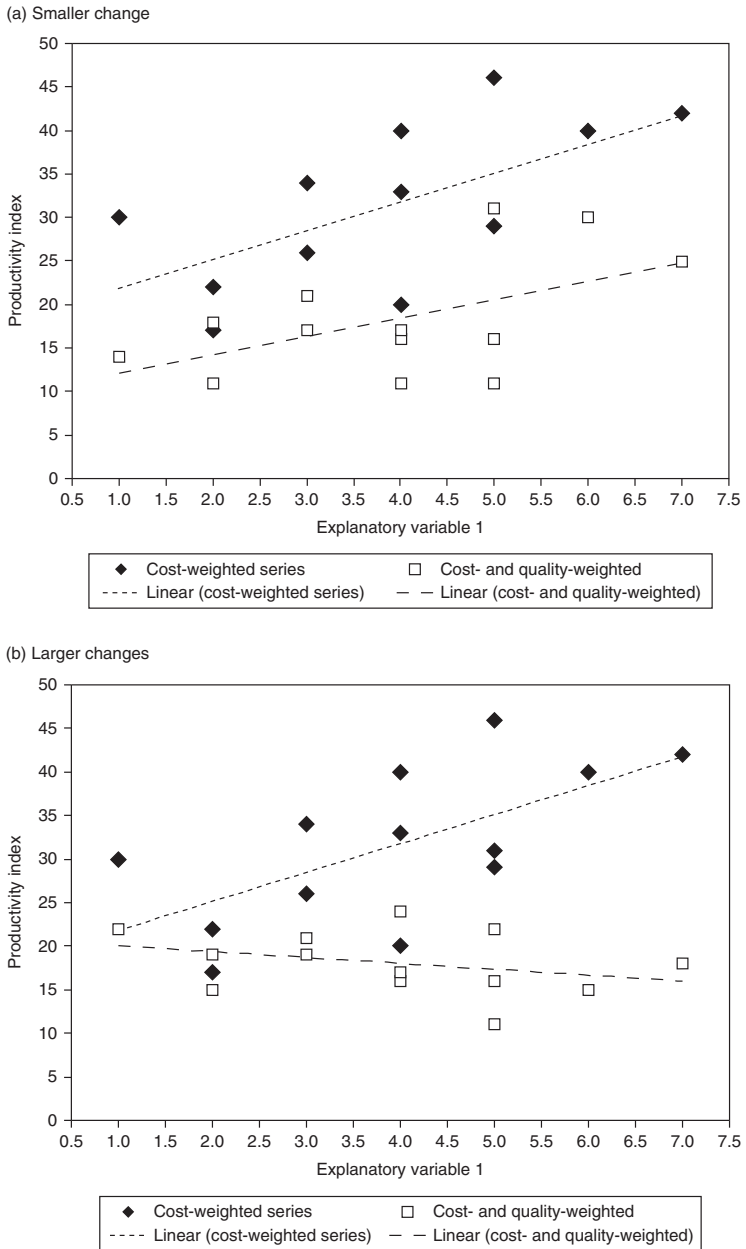 (a) Smaller change
50
45
40
35
30
25
20
15
10
5
0
Productivity index
0.5 1.0 1.5 2.0 2.5 3.0 3.5 4.0 4.5 5.0 5.5 6.0 6.5 7.0 7.5
Explanatory variable 1
Cost-weighted series Cost- and quality-weighted
Linear (cost-weighted series) Linear (cost- and quality-weighted)
(b) Larger changes
50
45
40
35
30
25
20
15
10
5
0
Productivity index
0.5 1.0 1.5 2.0 2.5 3.0 3.5 4.0 4.5 5.0 5.5 6.0 6.5 7.0 7.5
Explanatory variable 1
Cost-weighted series Cost- and quality-weighted
Linear (cost-weighted series) Linear (cost- and quality-weighted)